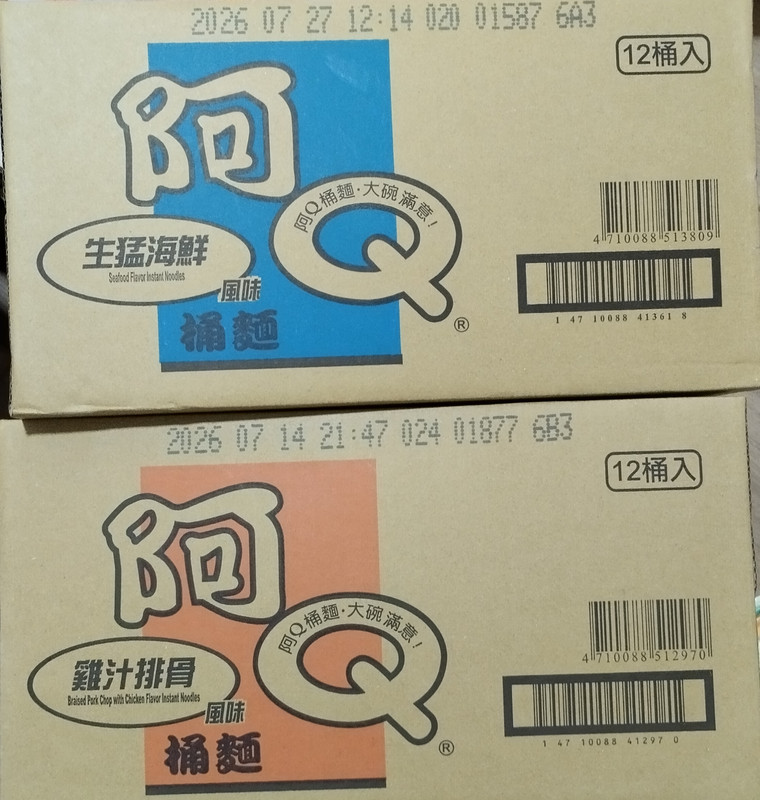 2026 07 27 12:14 020 01587 6A3
12桶入
阿Q
阿Q桶麵·大碗滿意!
生猛海鮮
Seafood Flavor Instant Noodles
風味
桶麵
®
4 710088 513809
1 47 10088 41361 8
2026 07 14 21:47 024 01877 6B3
12桶入
阿Q
阿Q桶麵·大碗滿意!
雞汁排骨
Braised Pork Chop with Chicken Flavor Instant Noodles
風味
桶麵
®
4 710088 512970
1 47 10088 41297 0